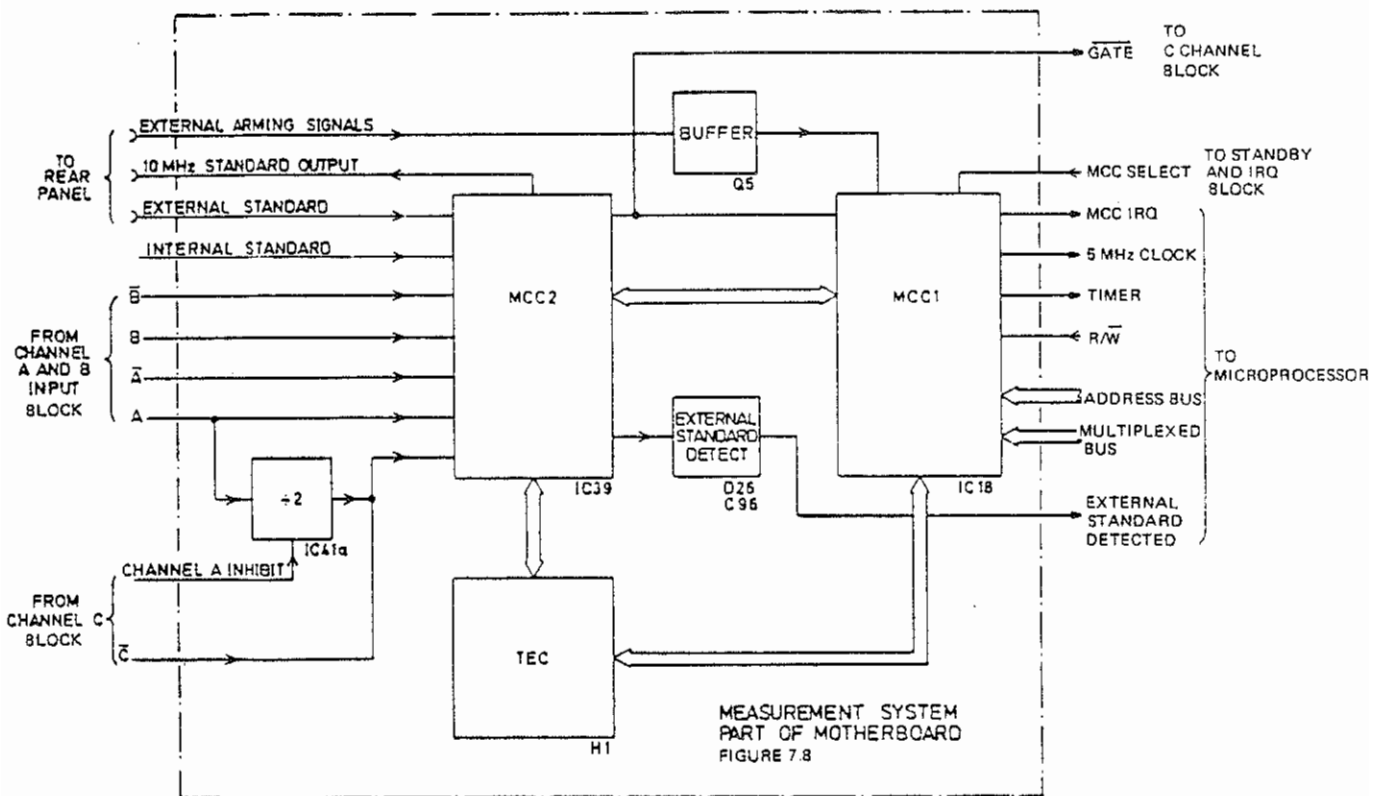 GATE
TO
C CHANNEL
BLOCK
EXTERNAL ARMING SIGNALS
BUFFER
Q5
TO
REAR
PANEL
10 MHz STANDARD OUTPUT
EXTERNAL STANDARD
INTERNAL STANDARD
MCC SELECT
TO STANDBY
AND IRQ
BLOCK
MCC IRQ
5 MHz CLOCK
TIMER
R/W̅
ADDRESS BUS
MULTIPLEXED
BUS
TO
MICROPROCESSOR
EXTERNAL
STANDARD
DETECTED
MCC2
IC39
MCC1
IC18
FROM
CHANNEL
A AND B
INPUT
BLOCK
B̅
B
A̅
A
EXTERNAL
STANDARD
DETECT
D26
C96
÷2
IC41a
CHANNEL A INHIBIT
FROM
CHANNEL C
BLOCK
C̅
TEC
H1
MEASUREMENT SYSTEM
PART OF MOTHERBOARD
FIGURE 7.8